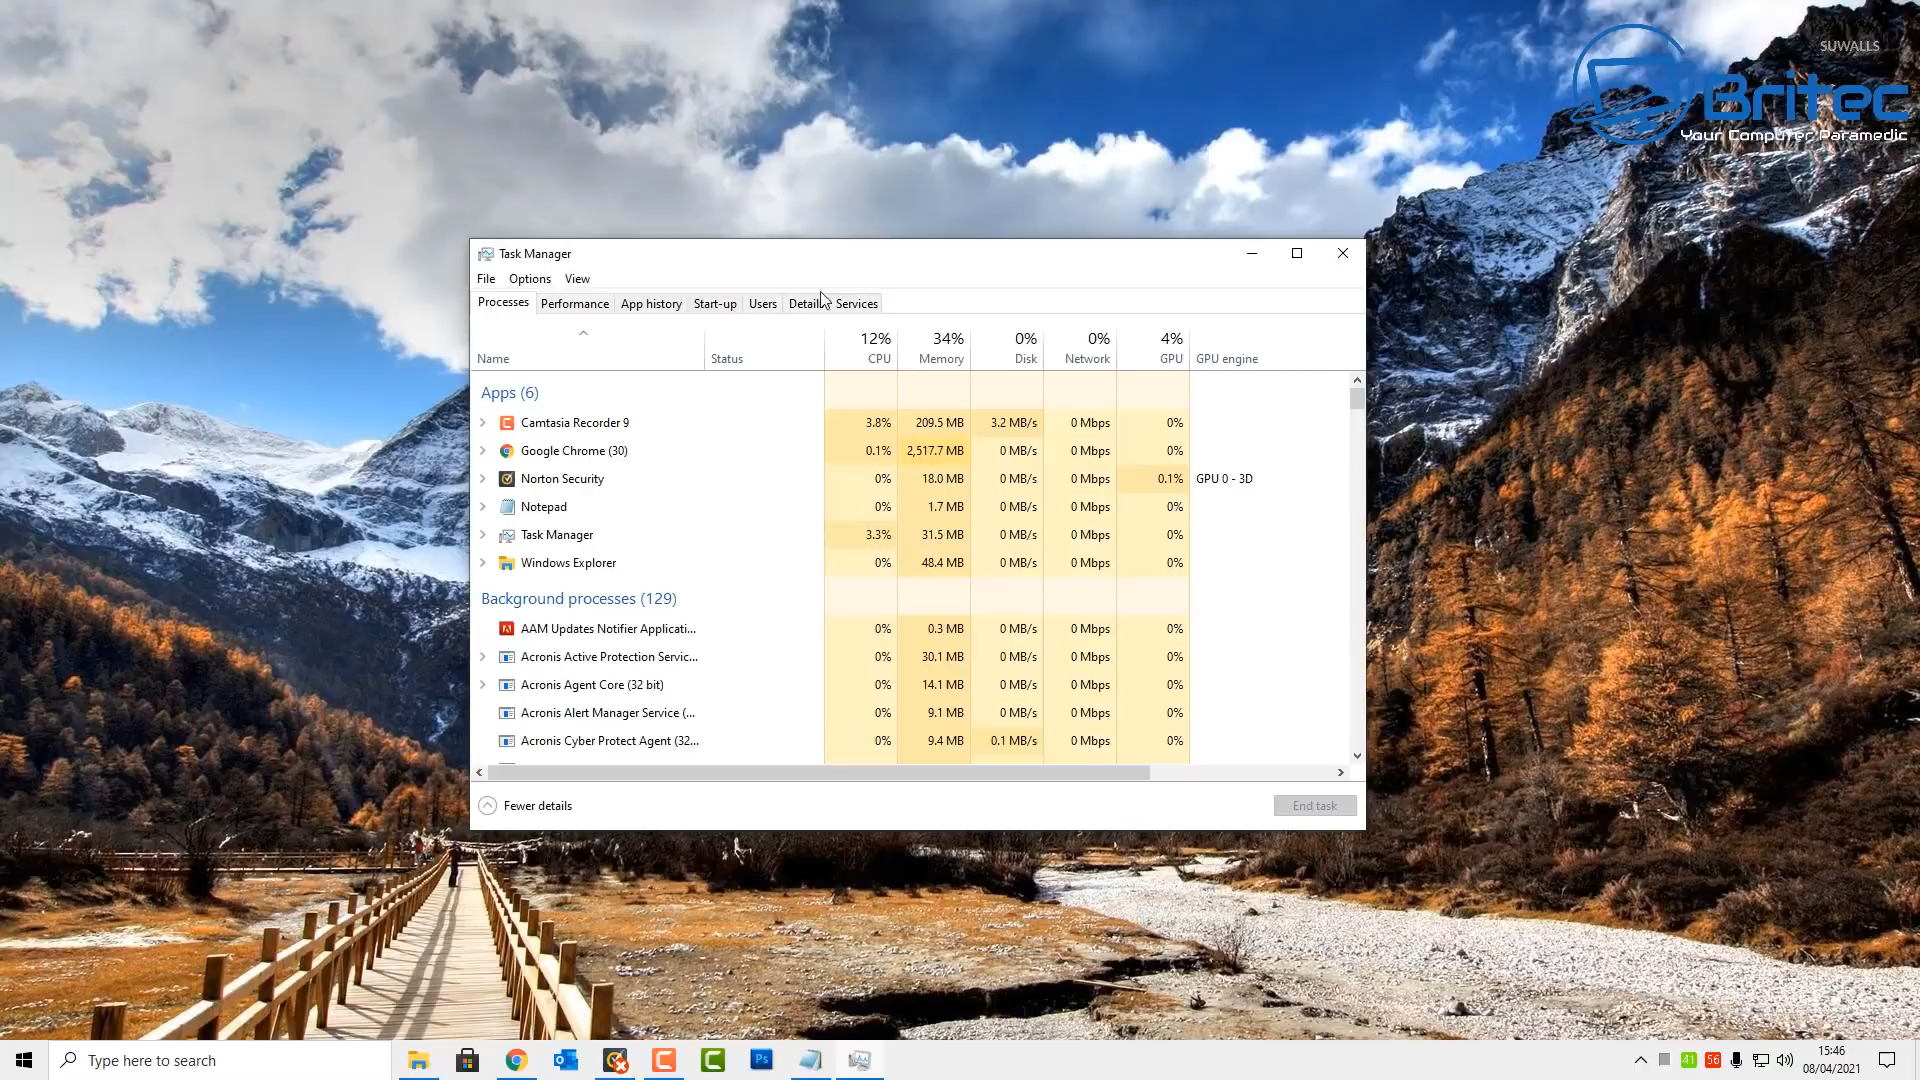 SUWALLS
Britec
Your Computer Paramedic
Task Manager
File Options View
Processes Performance App history Start-up Users Details Services
12% 34% 0% 0% 4%
Name Status CPU Memory Disk Network GPU GPU engine
Apps (6)
Camtasia Recorder 9 3.8% 209.5 MB 3.2 MB/s 0 Mbps 0%
Google Chrome (30) 0.1% 2,517.7 MB 0 MB/s 0 Mbps 0%
Norton Security 0% 18.0 MB 0 MB/s 0 Mbps 0.1% GPU 0 - 3D
Notepad 0% 1.7 MB 0 MB/s 0 Mbps 0%
Task Manager 3.3% 31.5 MB 0 MB/s 0 Mbps 0%
Windows Explorer 0% 48.4 MB 0 MB/s 0 Mbps 0%
Background processes (129)
AAM Updates Notifier Applicati... 0% 0.3 MB 0 MB/s 0 Mbps 0%
Acronis Active Protection Servic... 0% 30.1 MB 0 MB/s 0 Mbps 0%
Acronis Agent Core (32 bit) 0% 14.1 MB 0 MB/s 0 Mbps 0%
Acronis Alert Manager Service (... 0% 9.1 MB 0 MB/s 0 Mbps 0%
Acronis Cyber Protect Agent (32... 0% 9.4 MB 0.1 MB/s 0 Mbps 0%
Fewer details End task
Type here to search
Ps
41 56
15:46
08/04/2021